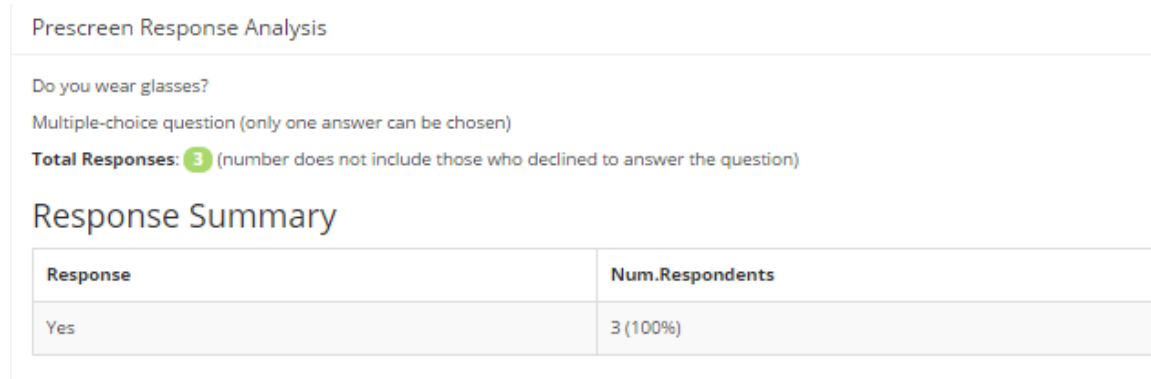 Prescreen Response Analysis
Do you wear glasses?
Multiple-choice question (only one answer can be chosen)
Total Responses: 3 (number does not include those who declined to answer the question)
Response Summary
Response Num.Respondents
Yes 3 (100%)